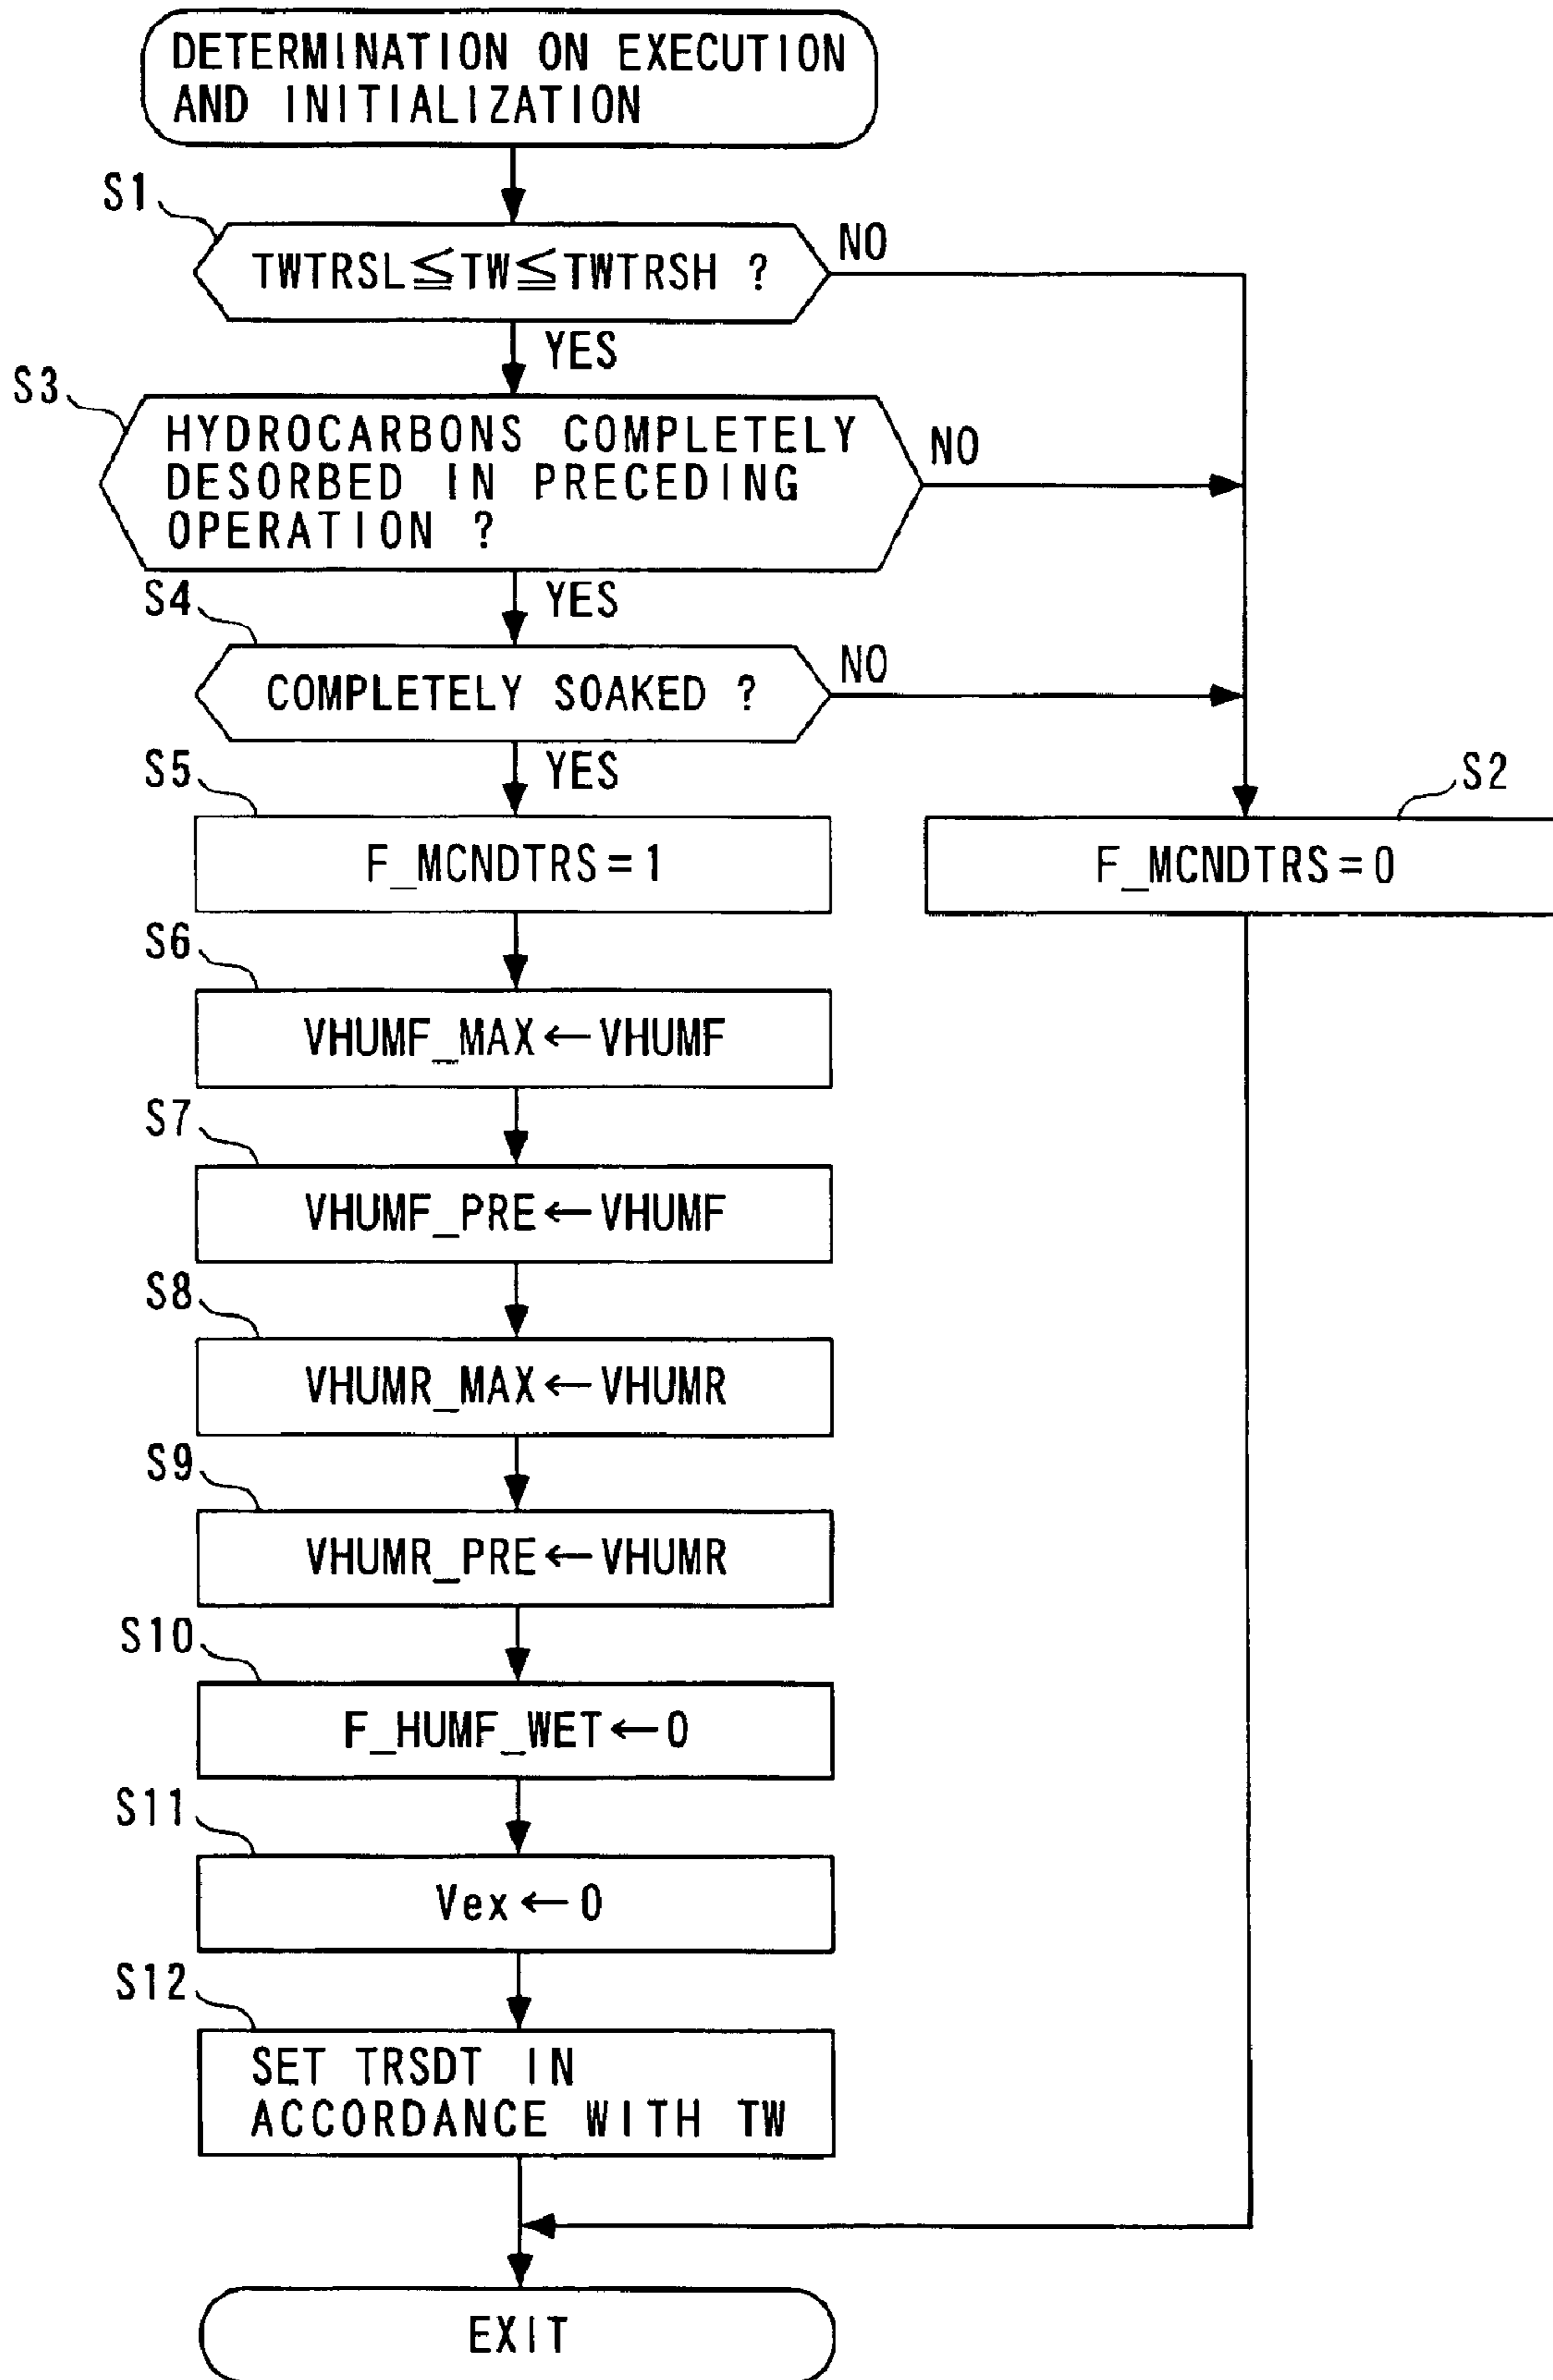 DETERMINATION ON EXECUTION
AND INITIALIZATION
S1
TWTRSL≦TW≦TWTRSH ?
NO
YES
S3
HYDROCARBONS COMPLETELY
DESORBED IN PRECEDING
OPERATION ?
NO
YES
S4
COMPLETELY SOAKED ?
NO
YES
S5
F_MCNDTRS=1
S2
F_MCNDTRS=0
S6
VHUMF_MAX←VHUMF
S7
VHUMF_PRE←VHUMF
S8
VHUMR_MAX←VHUMR
S9
VHUMR_PRE←VHUMR
S10
F_HUMF_WET←0
S11
Vex←0
S12
SET TRSDT IN
ACCORDANCE WITH TW
EXIT